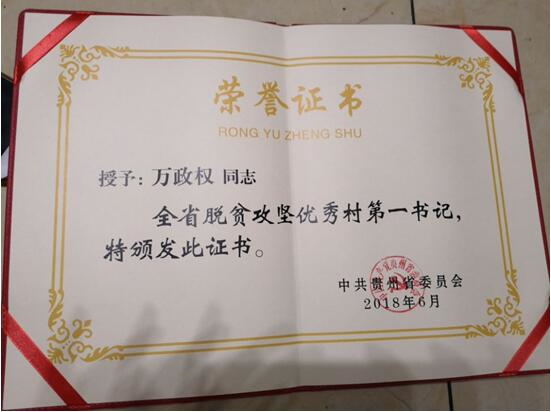 荣誉证书
RONG YU ZHENG SHU
授予：万政权 同志
全省脱贫攻坚优秀村第一书记，
特颁发此证书。
中共贵州省委员会
2018年6月